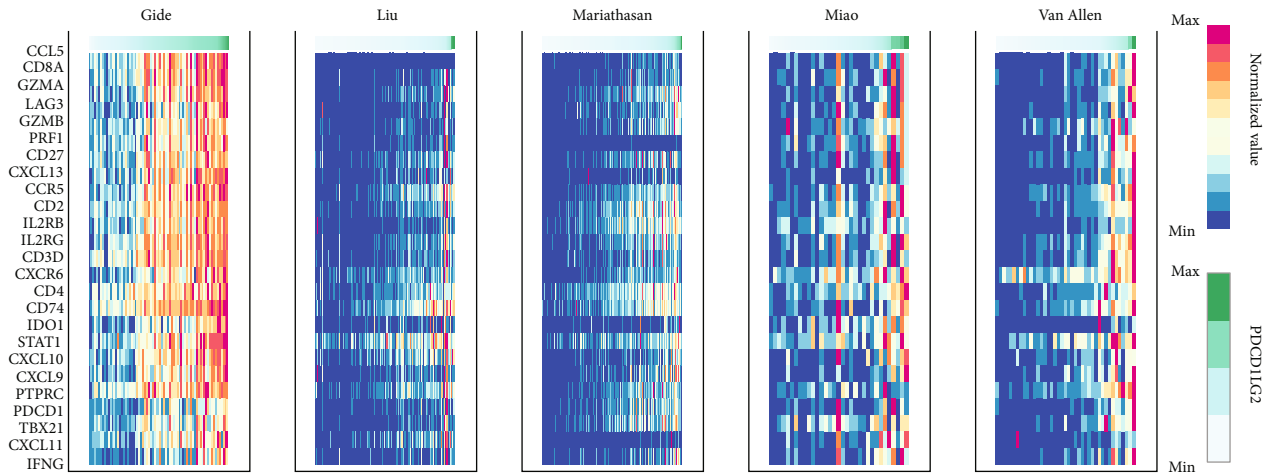 Gide
Liu
Mariathasan
Miao
Van Allen
CCL5
CD8A
GZMA
LAG3
GZMB
PRF1
CD27
CXCL13
CCR5
CD2
IL2RB
IL2RG
CD3D
CXCR6
CD4
CD74
IDO1
STAT1
CXCL10
CXCL9
PTPRC
PDCD1
TBX21
CXCL11
IFNG
Max
Normalized value
Min
Max
PDCD1LG2
Min